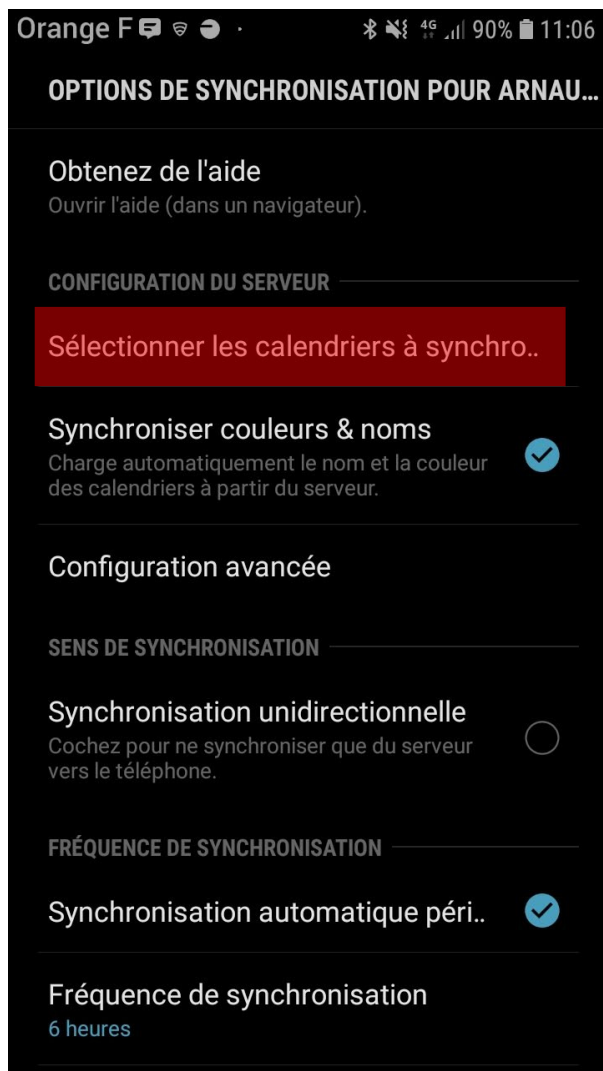 Orange F 4G 90% 11:06
OPTIONS DE SYNCHRONISATION POUR ARNAU...
Obtenez de l'aide
Ouvrir l'aide (dans un navigateur).
CONFIGURATION DU SERVEUR
Sélectionner les calendriers à synchro..
Synchroniser couleurs & noms
Charge automatiquement le nom et la couleur
des calendriers à partir du serveur.
Configuration avancée
SENS DE SYNCHRONISATION
Synchronisation unidirectionnelle
Cochez pour ne synchroniser que du serveur
vers le téléphone.
FRÉQUENCE DE SYNCHRONISATION
Synchronisation automatique péri..
Fréquence de synchronisation
6 heures